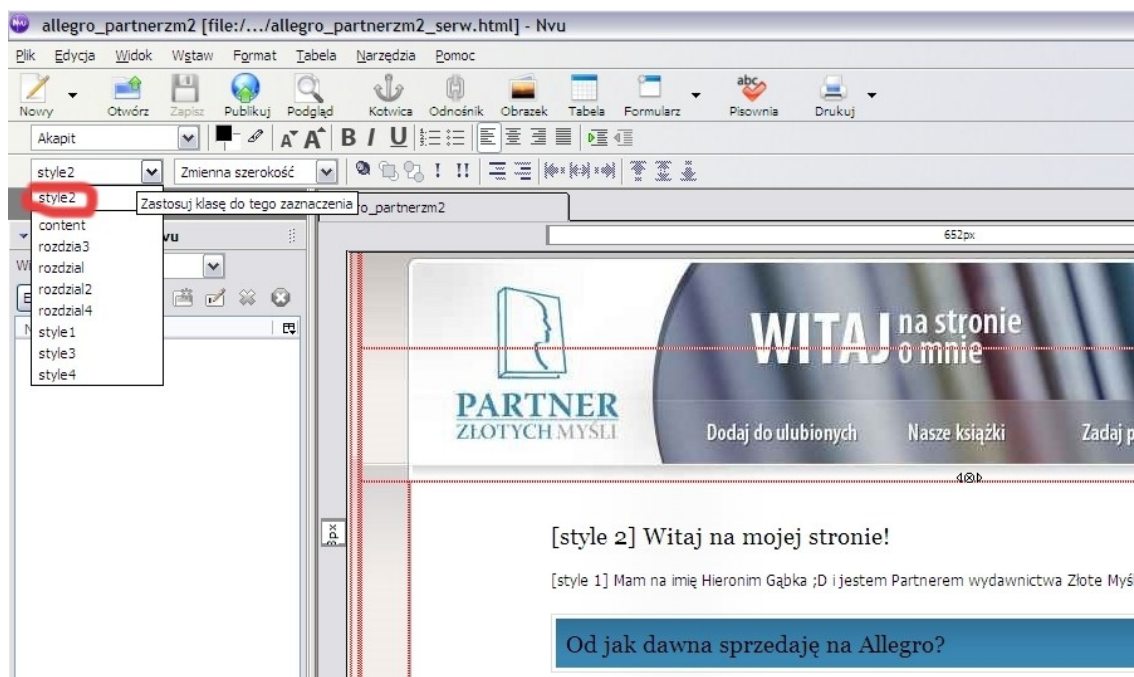 allegro_partnerzm2 [file:/.../allegro_partnerzm2_serw.html] - Nvu
Plik Edycja Widok Wstaw Format Tabela Narzędzia Pomoc
Nowy Otwórz Zapisz Publikuj Podgląd Kotwica Odnośnik Obrazek Tabela Formularz Pisownia Drukuj
Akapit
style2 Zmienna szerokość
style2
Zastosuj klasę do tego zaznaczenia
o_partnerzm2
content
rozdzia3
rozdzial
rozdzial2
rozdzial4
style1
style3
style4
vu
Wi
652px
WITAJ na stronie
o mnie
PARTNER
ZŁOTYCH MYŚLI
Dodaj do ulubionych Nasze książki Zadaj p
[style 2] Witaj na mojej stronie!
[style 1] Mam na imię Hieronim Gąbka ;D i jestem Partnerem wydawnictwa Złote Myśl
Od jak dawna sprzedaję na Allegro?